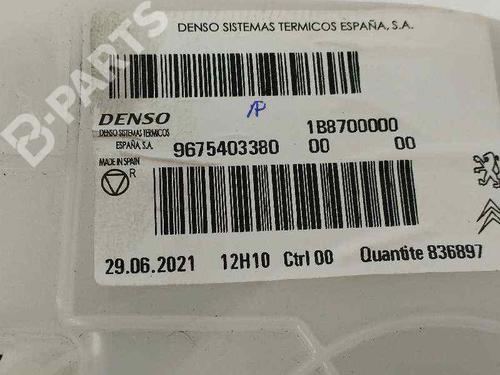 DENSO SISTEMAS TERMICOS ESPAÑA, S.A.
B-PARTS
DENSO
DENSO SISTEMAS TERMICOS
ESPAÑA, S.A.
MADE IN SPAIN
R
1B8700000
9675403380 00 00
29.06.2021 12H10 Ctrl 00 Quantite 836897